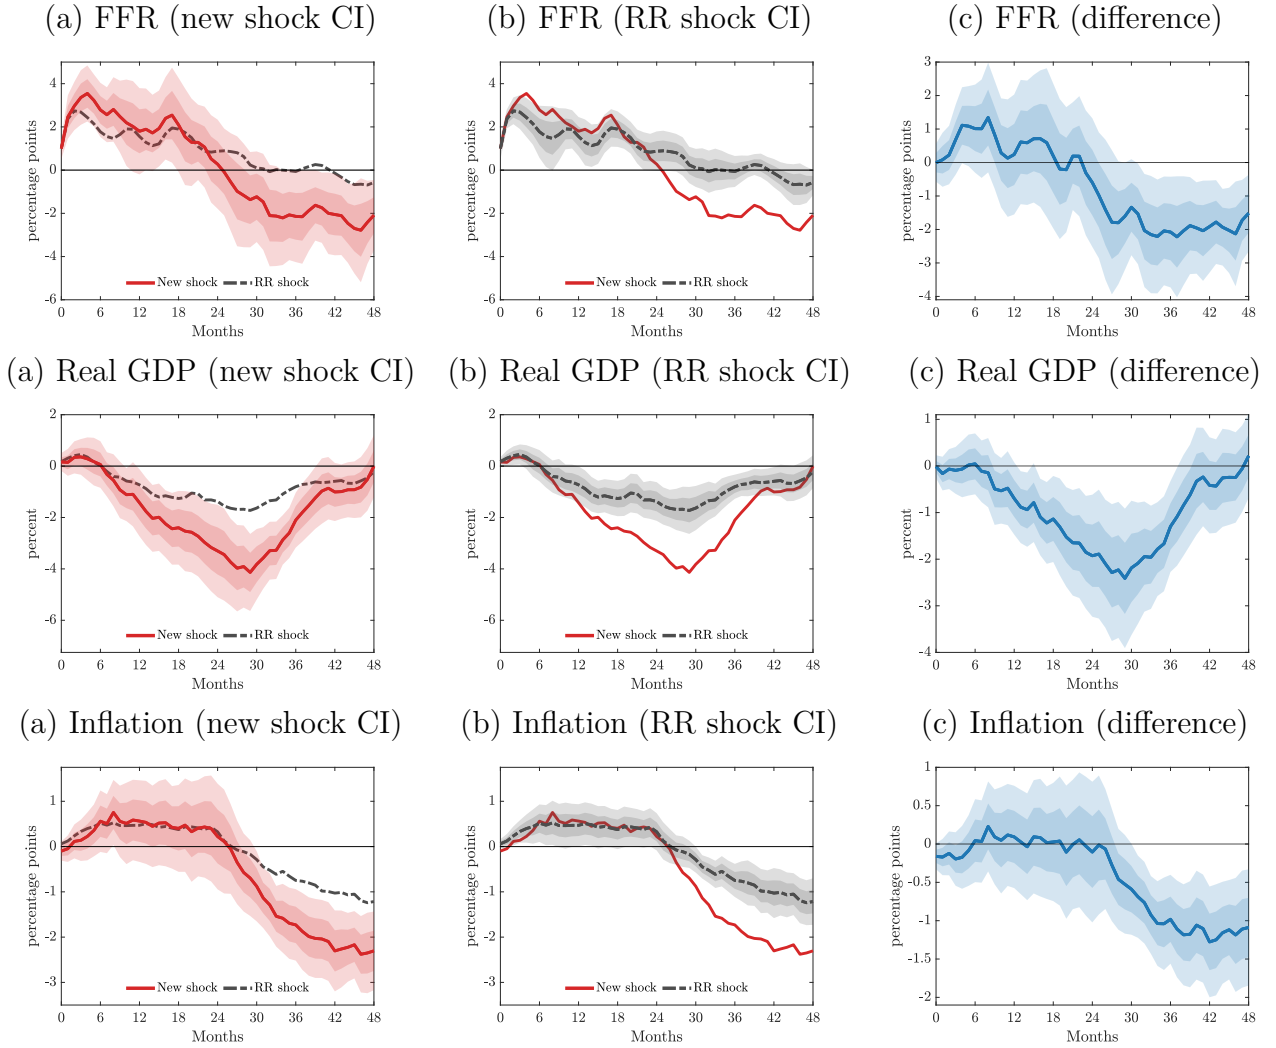 (a) FFR (new shock CI)
(b) FFR (RR shock CI)
(c) FFR (difference)
percentage points
4
2
0
-2
-4
-6
New shock
RR shock
0 6 12 18 24 30 36 42 48
Months
percentage points
4
2
0
-2
-4
-6
New shock
RR shock
0 6 12 18 24 30 36 42 48
Months
percentage points
3
2
1
0
-1
-2
-3
-4
0 6 12 18 24 30 36 42 48
Months
(a) Real GDP (new shock CI)
(b) Real GDP (RR shock CI)
(c) Real GDP (difference)
percent
2
0
-2
-4
-6
New shock
RR shock
0 6 12 18 24 30 36 42 48
Months
percent
2
0
-2
-4
-6
New shock
RR shock
0 6 12 18 24 30 36 42 48
Months
percent
1
0
-1
-2
-3
-4
0 6 12 18 24 30 36 42 48
Months
(a) Inflation (new shock CI)
(b) Inflation (RR shock CI)
(c) Inflation (difference)
percentage points
1
0
-1
-2
-3
New shock
RR shock
0 6 12 18 24 30 36 42 48
Months
percentage points
1
0
-1
-2
-3
New shock
RR shock
0 6 12 18 24 30 36 42 48
Months
percentage points
1
0.5
0
-0.5
-1
-1.5
-2
0 6 12 18 24 30 36 42 48
Months